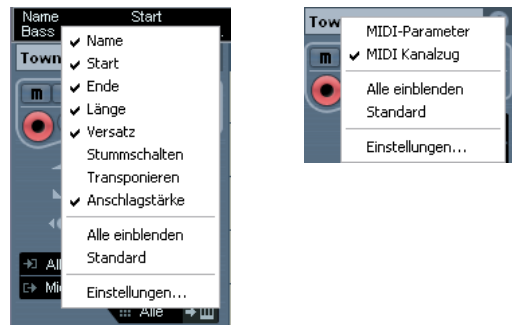 Name Start
Bass
Town
m
Name
Start
Ende
Länge
Versatz
Stummschalten
Transponieren
Anschlagstärke
Alle einblenden
Standard
Einstellungen...
All
Mi
Alle
Tow
m
MIDI-Parameter
MIDI Kanalzug
Alle einblenden
Standard
Einstellungen...